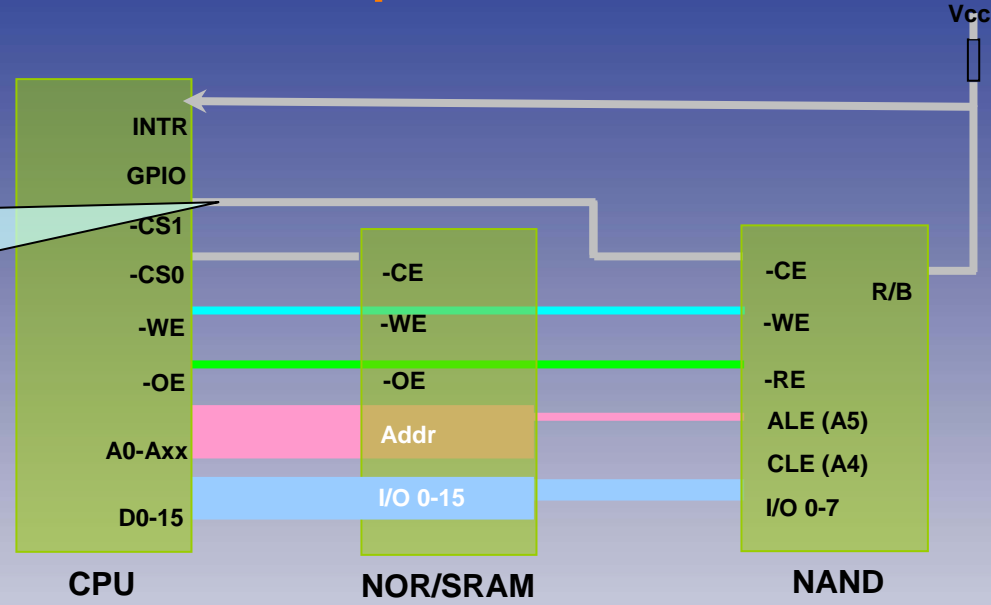 Vcc
INTR
GPIO
-CS1
-CS0
-WE
-OE
A0-Axx
D0-15
CPU
-CE
-WE
-OE
Addr
I/O 0-15
NOR/SRAM
-CE
R/B
-WE
-RE
ALE (A5)
CLE (A4)
I/O 0-7
NAND